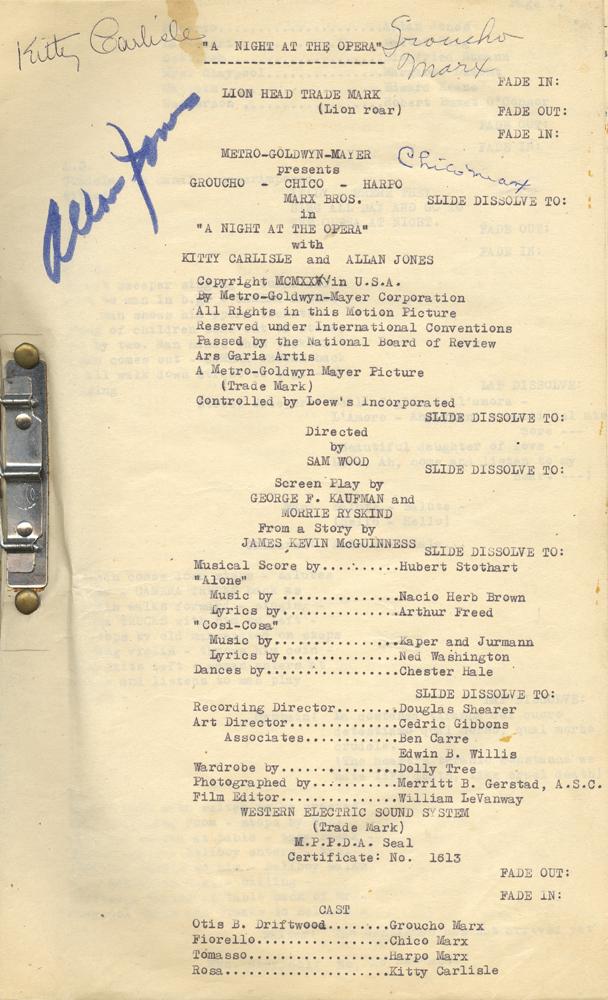 Kitty Carlisle
"A NIGHT AT THE OPERA"
Groucho
Marx
FADE IN:
LION HEAD TRADE MARK
(Lion roar)
FADE OUT:
FADE IN:
Allan Jones
METRO-GOLDWYN-MAYER
Chico Marx
presents
GROUCHO - CHICO - HARPO
MARX BROS.
SLIDE DISSOLVE TO:
in
"A NIGHT AT THE OPERA"
with
KITTY CARLISLE and ALLAN JONES
Copyright MCMXXXV in U.S.A.
By Metro-Goldwyn-Mayer Corporation
All Rights in this Motion Picture
Reserved under International Conventions
Passed by the National Board of Review
Ars Garia Artis
A Metro-Goldwyn Mayer Picture
(Trade Mark)
Controlled by Loew's Incorporated
SLIDE DISSOLVE TO:
Directed
by
SAM WOOD
SLIDE DISSOLVE TO:
Screen Play by
GEORGE F. KAUFMAN and
MORRIE RYSKIND
From a Story by
JAMES KEVIN McGUINNESS
SLIDE DISSOLVE TO:
Musical Score by.........Hubert Stothart
"Alone"
Music by ...............Nacio Herb Brown
Lyrics by...............Arthur Freed
"Cosi-Cosa"
Music by................Kaper and Jurmann
Lyrics by...............Ned Washington
Dances by................Chester Hale
SLIDE DISSOLVE TO:
Recording Director.......Douglas Shearer
Art Director.............Cedric Gibbons
Associates............Ben Carre
Edwin B. Willis
Wardrobe by..............Dolly Tree
Photographed by..........Merritt B. Gerstad, A.S.C.
Film Editor..............William LeVanway
WESTERN ELECTRIC SOUND SYSTEM
(Trade Mark)
M.P.P.D.A. Seal
Certificate: No. 1613
FADE OUT:
FADE IN:
CAST
Otis B. Driftwood........Groucho Marx
Fiorello.................Chico Marx
Tomasso..................Harpo Marx
Rosa.....................Kitty Carlisle